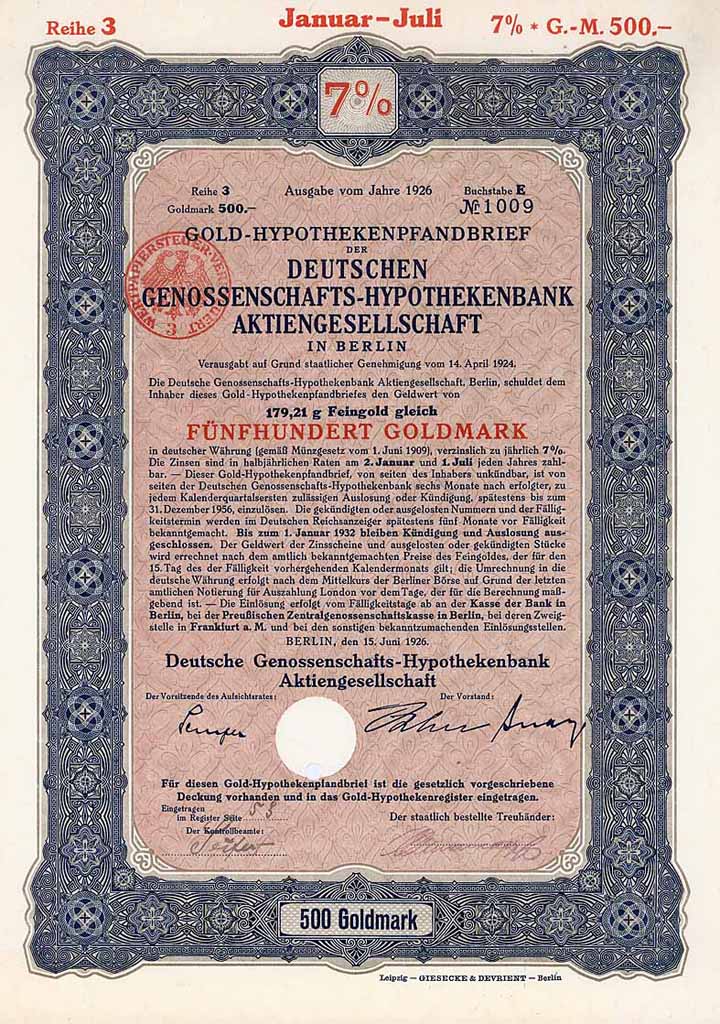 Reihe 3
Januar-Juli
7% * G.-M. 500.–
7%
Reihe 3 Ausgabe vom Jahre 1926 Buchstabe E
Goldmark 500.– № 1009
GOLD-HYPOTHEKENPFANDBRIEF
DER
DEUTSCHEN
GENOSSENSCHAFTS-HYPOTHEKENBANK
AKTIENGESELLSCHAFT
IN BERLIN
WERTPAPIERSTEUER VERSTEUERT
3
Verausgabt auf Grund staatlicher Genehmigung vom 14. April 1924.
Die Deutsche Genossenschafts-Hypothekenbank Aktiengesellschaft, Berlin, schuldet dem
Inhaber dieses Gold-Hypothekenpfandbriefes den Geldwert von
179,21 g Feingold gleich
FÜNFHUNDERT GOLDMARK
in deutscher Währung (gemäß Münzgesetz vom 1. Juni 1909), verzinslich zu jährlich 7%.
Die Zinsen sind in halbjährlichen Raten am 2. Januar und 1. Juli jeden Jahres zahl-
bar. — Dieser Gold-Hypothekenpfandbrief, von seiten des Inhabers unkündbar, ist von
seiten der Deutschen Genossenschafts-Hypothekenbank sechs Monate nach erfolgter, zu
jedem Kalenderquartalsersten zulässigen Auslosung oder Kündigung, spätestens bis zum
31. Dezember 1956, einzulösen. Die gekündigten oder ausgelosten Nummern und der Fällig-
keitstermin werden im Deutschen Reichsanzeiger spätestens fünf Monate vor Fälligkeit
bekanntgemacht. Bis zum 1. Januar 1932 bleiben Kündigung und Auslosung aus-
geschlossen. Der Geldwert der Zinsscheine und ausgelosten oder gekündigten Stücke
wird errechnet nach dem amtlich bekanntgemachten Preise des Feingoldes, der für den
15. Tag des der Fälligkeit vorhergehenden Kalendermonats gilt; die Umrechnung in die
deutsche Währung erfolgt nach dem Mittelkurs der Berliner Börse auf Grund der letzten
amtlichen Notierung für Auszahlung London vor dem Tage, der für die Berechnung maß-
gebend ist. — Die Einlösung erfolgt vom Fälligkeitstage ab an der Kasse der Bank in
Berlin, bei der Preußischen Zentralgenossenschaftskasse in Berlin, bei deren Zweig-
stelle in Frankfurt a. M. und bei den sonstigen bekanntzumachenden Einlösungsstellen.
BERLIN, den 15. Juni 1926.
Deutsche Genossenschafts-Hypothekenbank
Aktiengesellschaft
Der Vorsitzende des Aufsichtsrates: Der Vorstand:
Für diesen Gold-Hypothekenpfandbrief ist die gesetzlich vorgeschriebene
Deckung vorhanden und in das Gold-Hypothekenregister eingetragen.
Eingetragen
im Register Seite
Der Kontrollbeamte:
Der staatlich bestellte Treuhänder:
500 Goldmark
Leipzig – GIESECKE & DEVRIENT – Berlin